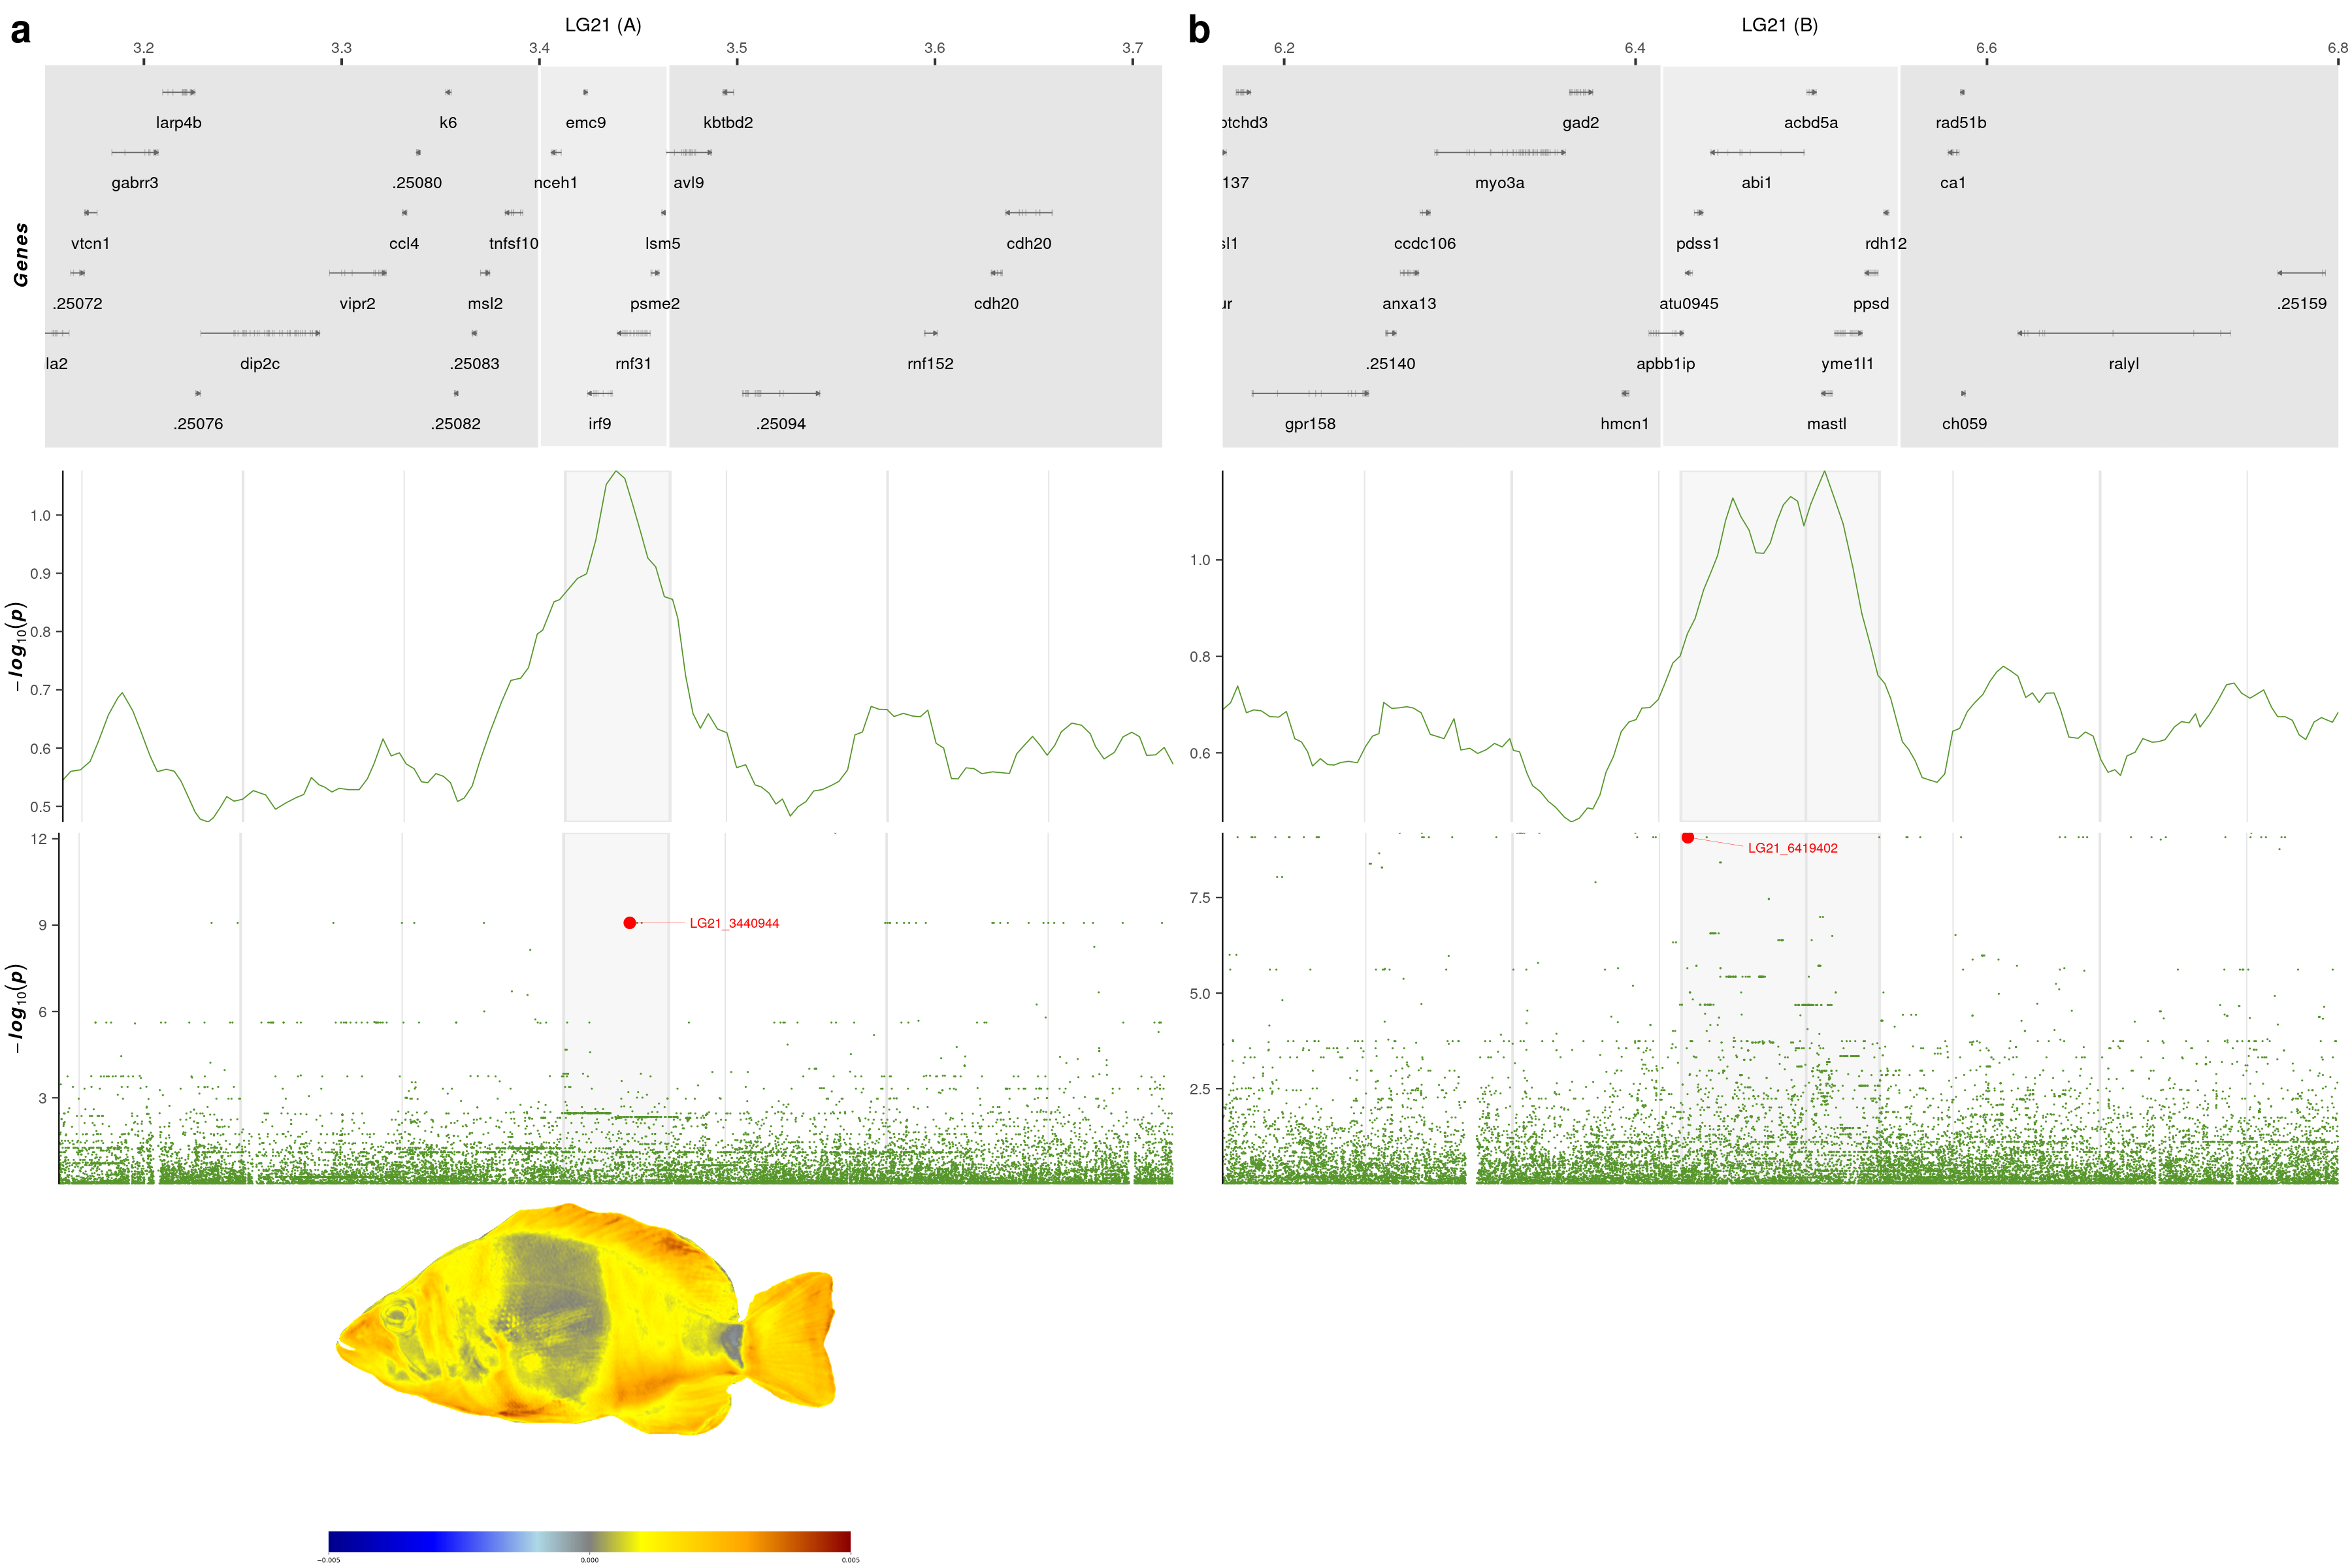 a
LG21 (A)
3.2 3.3 3.4 3.5 3.6 3.7
Genes
larp4b k6 emc9 kbtbd2
gabrr3 .25080 nceh1 avl9
vtcn1 ccl4 tnfsf10 lsm5 cdh20
.25072 vipr2 msl2 psme2 cdh20
la2 dip2c .25083 rnf31 rnf152
.25076 .25082 irf9 .25094
−log10(p)
1.0
0.9
0.8
0.7
0.6
0.5
−log10(p)
12
9
6
3
LG21_3440944
b
LG21 (B)
6.2 6.4 6.6 6.8
otchd3 gad2 acbd5a rad51b
137 myo3a abi1 ca1
sl1 ccdc106 pdss1 rdh12
ur anxa13 atu0945 ppsd .25159
.25140 apbb1ip yme1l1 ralyl
gpr158 hmcn1 mastl ch059
1.0
0.8
0.6
7.5
5.0
2.5
LG21_6419402
−0.005 0.000 0.005